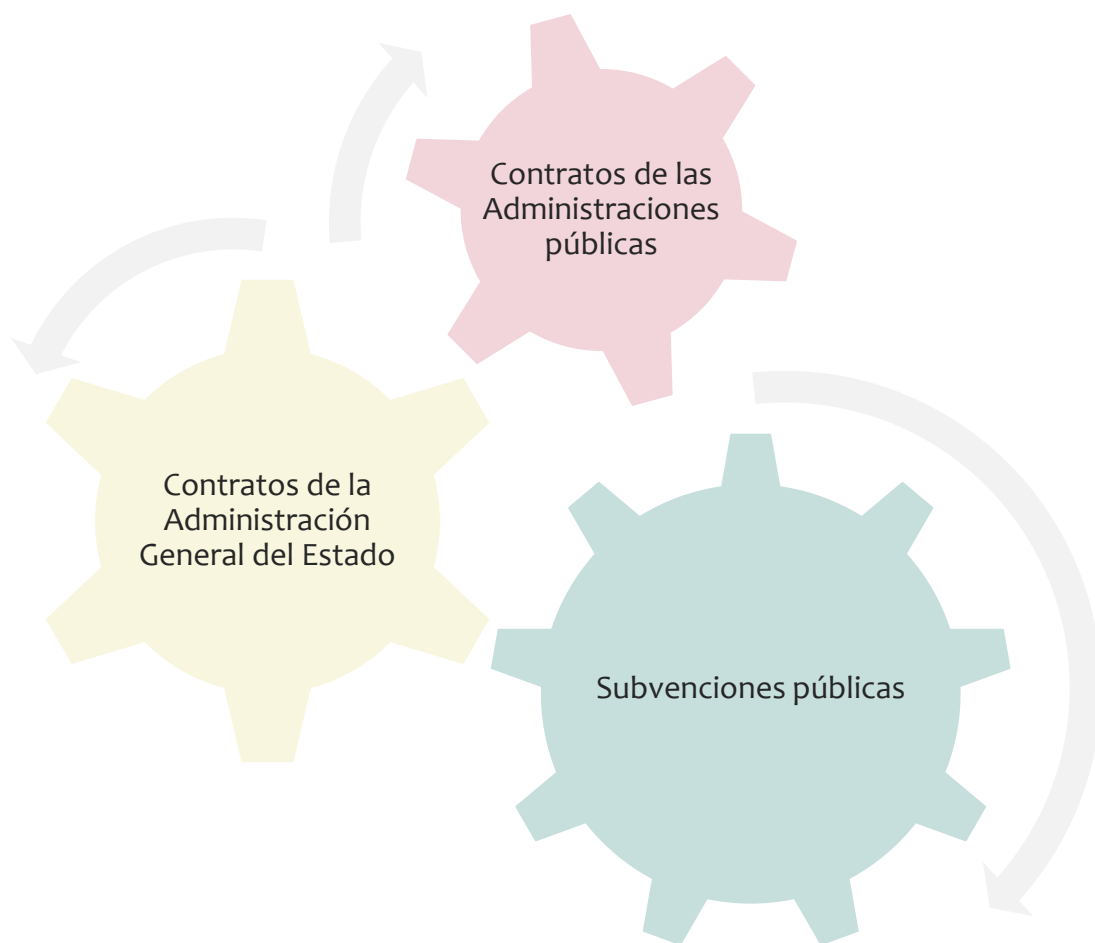 Contratos de las
Administraciones
públicas
Contratos de la
Administración
General del Estado
Subvenciones públicas